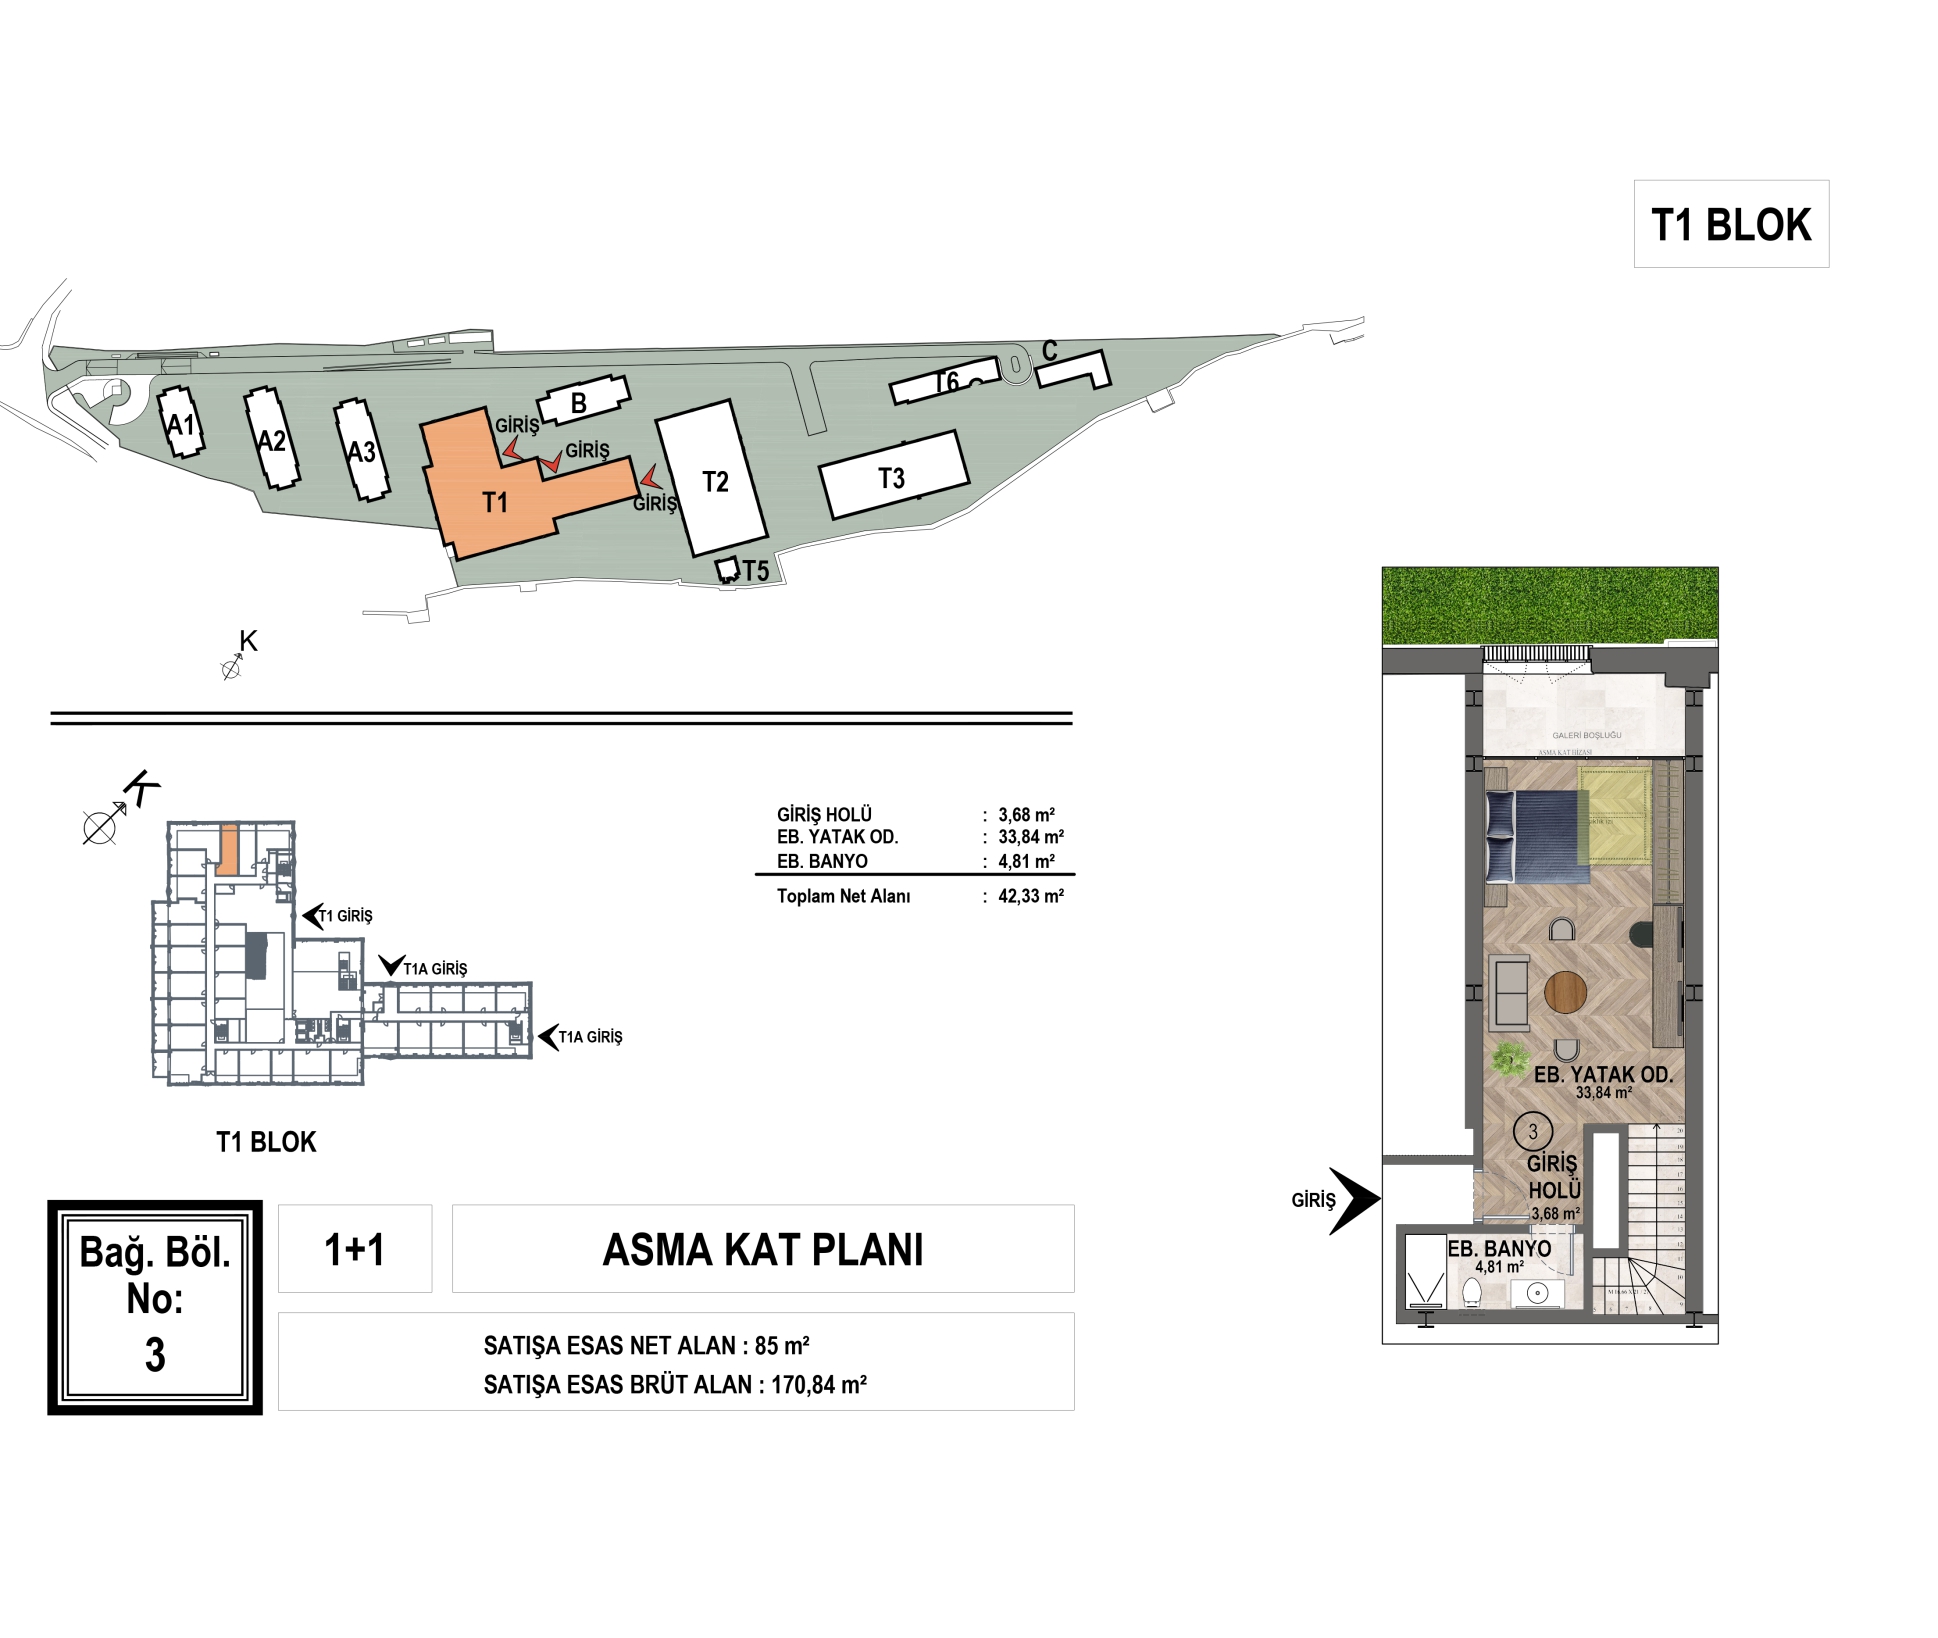 T1 BLOK
A1
A2
A3
B
C
T6
T1
T2
T3
T5
GİRİŞ
GİRİŞ
GİRİŞ
K
K
T1 GİRİŞ
T1A GİRİŞ
T1A GİRİŞ
T1 BLOK
GİRİŞ HOLÜ : 3,68 m²
EB. YATAK OD. : 33,84 m²
EB. BANYO : 4,81 m²
Toplam Net Alanı : 42,33 m²
Bağ. Böl.
No:
3
1+1
ASMA KAT PLANI
SATIŞA ESAS NET ALAN : 85 m²
SATIŞA ESAS BRÜT ALAN : 170,84 m²
GALERİ BOŞLUĞU
ASMA KAT HİZASI
EB. YATAK OD.
33,84 m²
3
GİRİŞ
HOLÜ
3,68 m²
GİRİŞ
EB. BANYO
4,81 m²